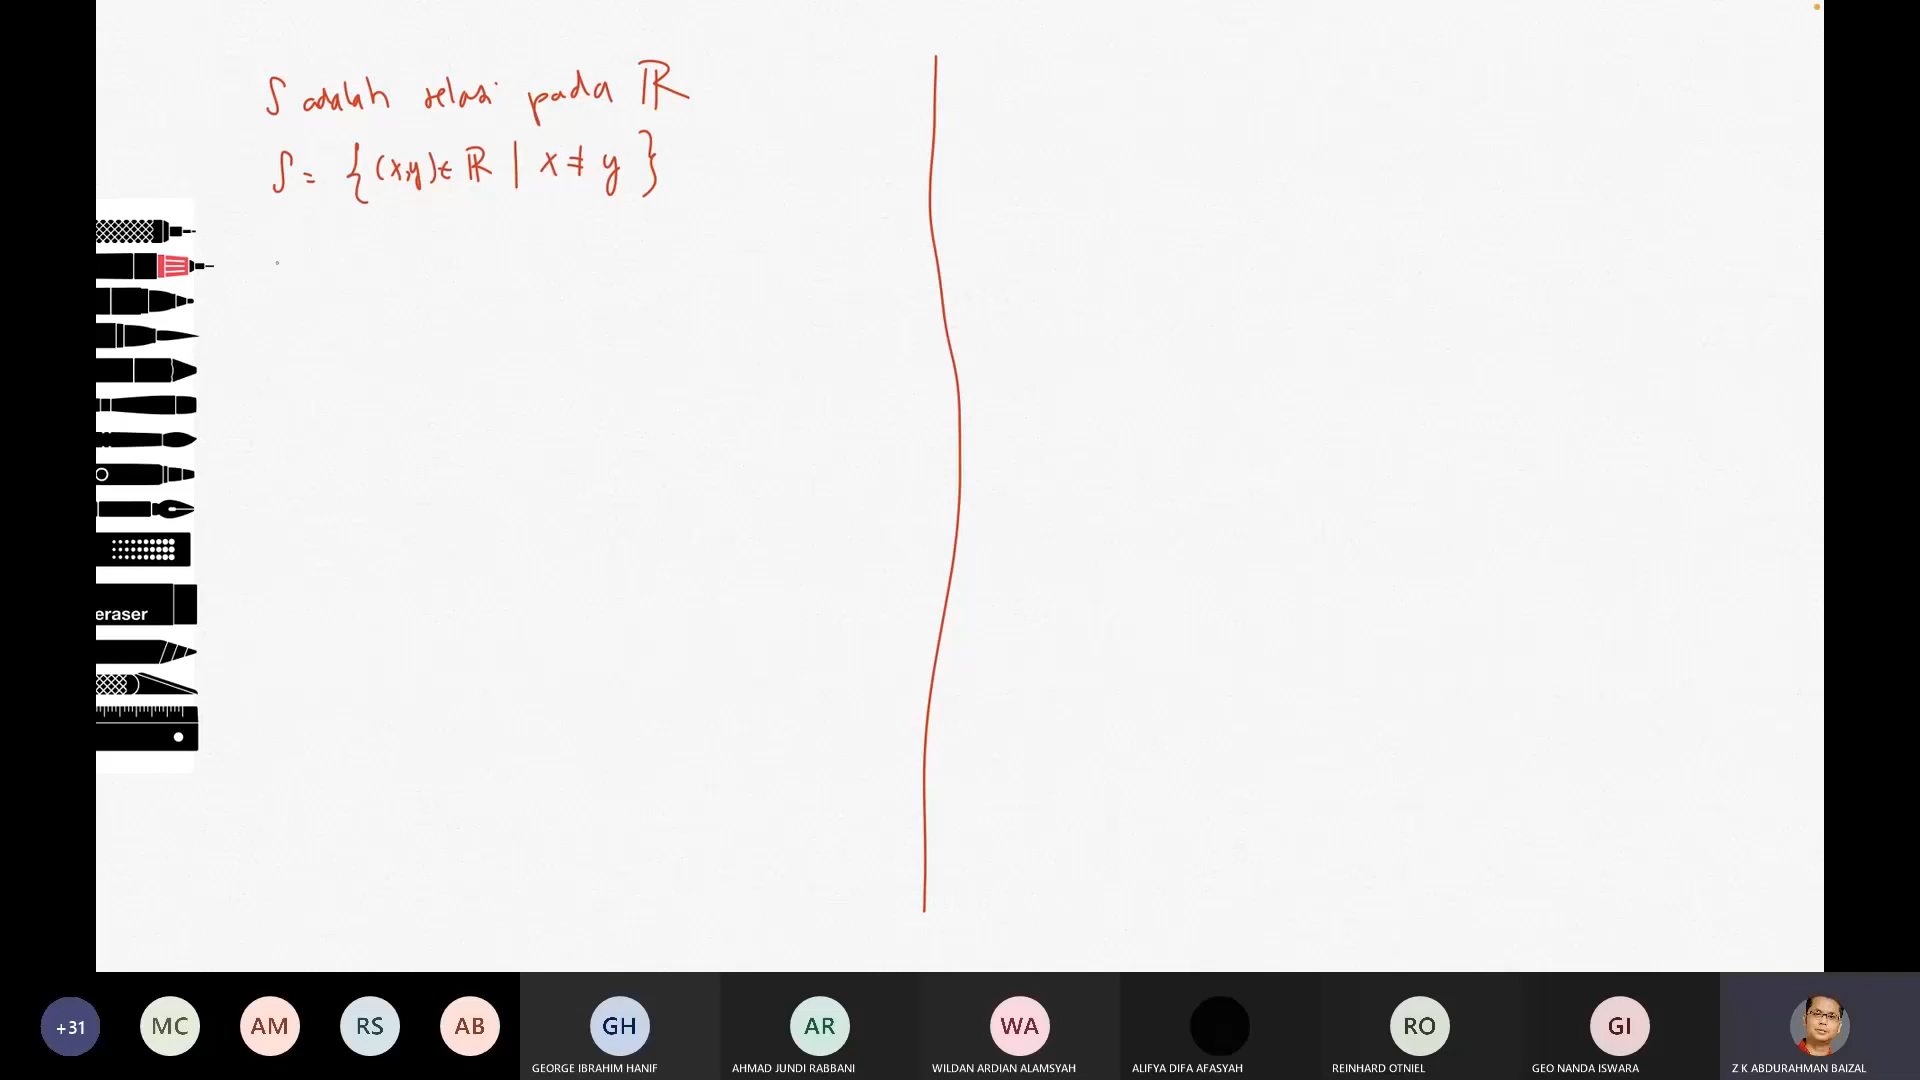 S adalah relasi pada ℝ
S = {(x,y) ∈ ℝ | x ≠ y}
eraser
+31
MC
AM
RS
AB
GH
AR
WA
RO
GI
GEORGE IBRAHIM HANIF
AHMAD JUNDI RABBANI
WILDAN ARDIAN ALAMSYAH
ALIFYA DIFA AFASYAH
REINHARD OTNIEL
GEO NANDA ISWARA
Z K ABDURAHMAN BAIZAL